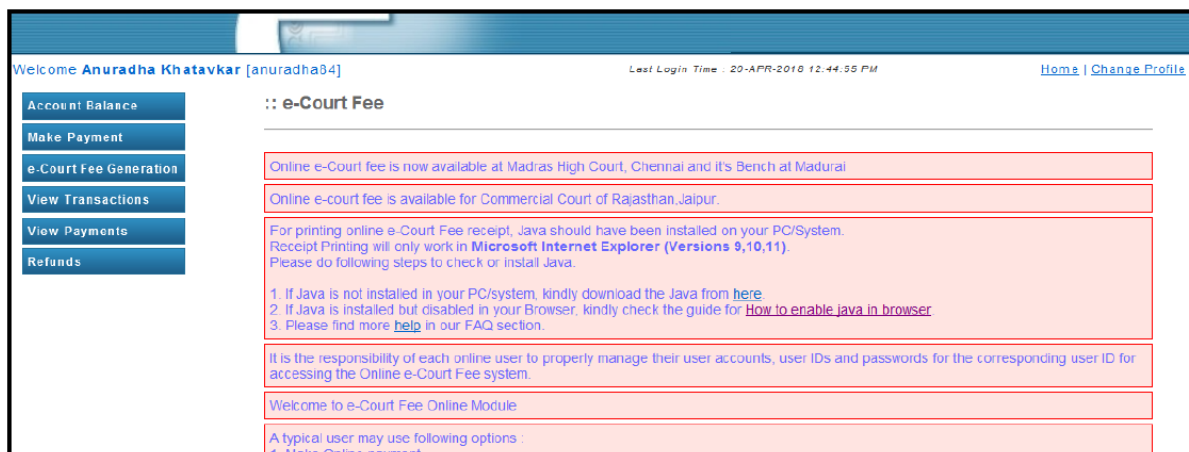 Welcome Anuradha Khatavkar [anuradha84]
Last Login Time : 20-APR-2018 12:44:55 PM
Home | Change Profile
Account Balance
Make Payment
e-Court Fee Generation
View Transactions
View Payments
Refunds
:: e-Court Fee
Online e-Court fee is now available at Madras High Court, Chennai and it's Bench at Madurai
Online e-court fee is available for Commercial Court of Rajasthan,Jaipur.
For printing online e-Court Fee receipt, Java should have been installed on your PC/System.
Receipt Printing will only work in Microsoft Internet Explorer (Versions 9,10,11).
Please do following steps to check or install Java.
1. If Java is not installed in your PC/system, kindly download the Java from here.
2. If Java is installed but disabled in your Browser, kindly check the guide for How to enable java in browser.
3. Please find more help in our FAQ section.
It is the responsibility of each online user to properly manage their user accounts, user IDs and passwords for the corresponding user ID for
accessing the Online e-Court Fee system.
Welcome to e-Court Fee Online Module
A typical user may use following options :
1. Make Online payment